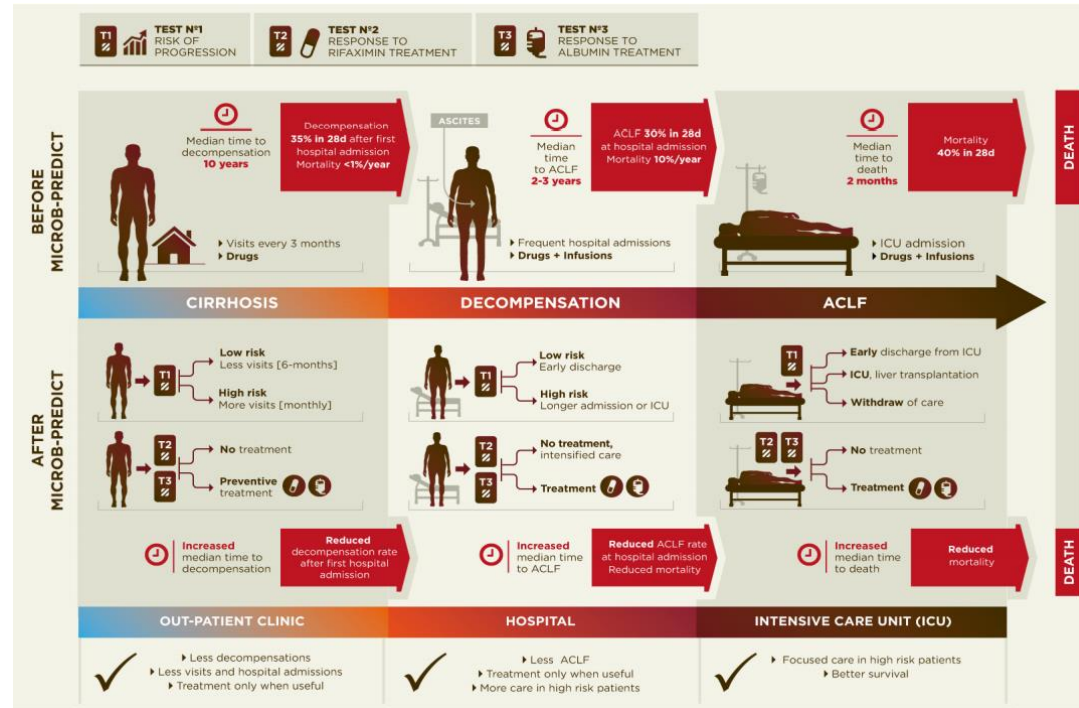 T1
%
TEST Nº1
RISK OF
PROGRESSION
T2
%
TEST Nº2
RESPONSE TO
RIFAXIMIN TREATMENT
T3
%
TEST Nº3
RESPONSE TO
ALBUMIN TREATMENT
BEFORE
MICROB-PREDICT
Median time to
decompensation
10 years
Decompensation
35% in 28d after first
hospital admission
Mortality <1%/year
Visits every 3 months
Drugs
ASCITES
Median
time
to ACLF
2-3 years
ACLF 30% in 28d
at hospital admission
Mortality 10%/year
Frequent hospital admissions
Drugs + Infusions
Median
time to
death
2 months
Mortality
40% in 28d
ICU admission
Drugs + Infusions
DEATH
CIRRHOSIS
DECOMPENSATION
ACLF
AFTER
MICROB-PREDICT
T1
%
Low risk
Less visits [6-months]
High risk
More visits [monthly]
T1
%
Low risk
Early discharge
High risk
Longer admission or ICU
T1
%
Early discharge from ICU
ICU, liver transplantation
Withdraw of care
T2
%
T3
%
No treatment
Preventive
treatment
T2
%
T3
%
No treatment,
intensified care
Treatment
T2
%
T3
%
No treatment
Treatment
Increased
median time to
decompensation
Reduced
decompensation rate
after first hospital
admission
Increased
median time
to ACLF
Reduced ACLF rate
at hospital admission
Reduced mortality
Increased
median time
to death
Reduced
mortality
DEATH
OUT-PATIENT CLINIC
HOSPITAL
INTENSIVE CARE UNIT (ICU)
Less decompensations
Less visits and hospital admissions
Treatment only when useful
Less ACLF
Treatment only when useful
More care in high risk patients
Focused care in high risk patients
Better survival